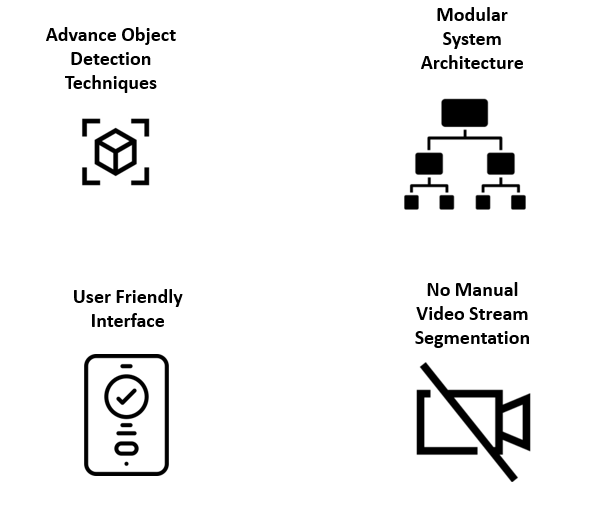 Advance Object
Detection
Techniques
Modular
System
Architecture
User Friendly
Interface
No Manual
Video Stream
Segmentation